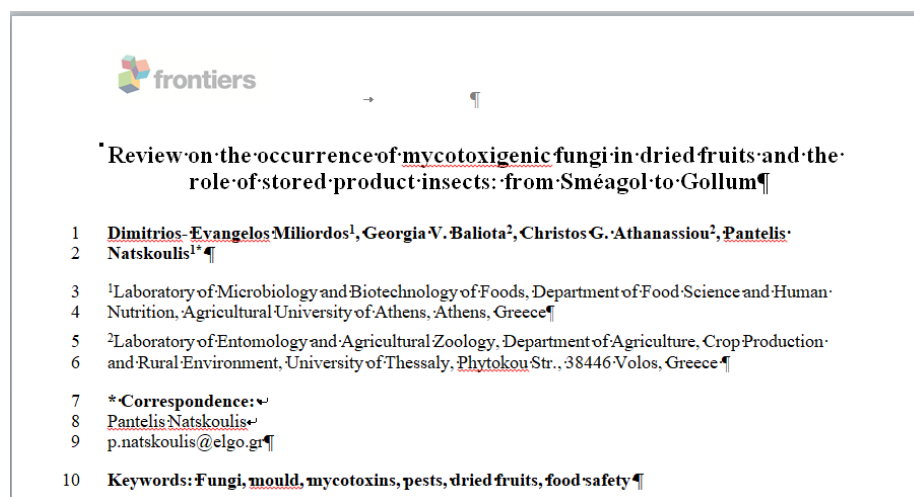 frontiers
→ ¶
Review·on·the·occurrence·of·mycotoxigenic·fungi·in·dried·fruits·and·the·
role·of·stored·product·insects:·from·Sméagol·to·Gollum¶
1 Dimitrios-·Evangelos·Miliordos¹,·Georgia·V.·Baliota²,·Christos·G.·Athanassiou²,·Pantelis·
2 Natskoulis¹*¶
3 ¹Laboratory·of·Microbiology·and·Biotechnology·of·Foods,·Department·of·Food·Science·and·Human·
4 Nutrition,·Agricultural·University·of·Athens,·Athens,·Greece¶
5 ²Laboratory·of·Entomology·and·Agricultural·Zoology,·Department·of·Agriculture,·Crop·Production·
6 and·Rural·Environment,·University·of·Thessaly,·Phytokou·Str.,·38446·Volos,·Greece·¶
7 *·Correspondence:·↵
8 Pantelis·Natskoulis↵
9 p.natskoulis@elgo.gr¶
10 Keywords:·Fungi,·mould,·mycotoxins,·pests,·dried·fruits,·food·safety·¶